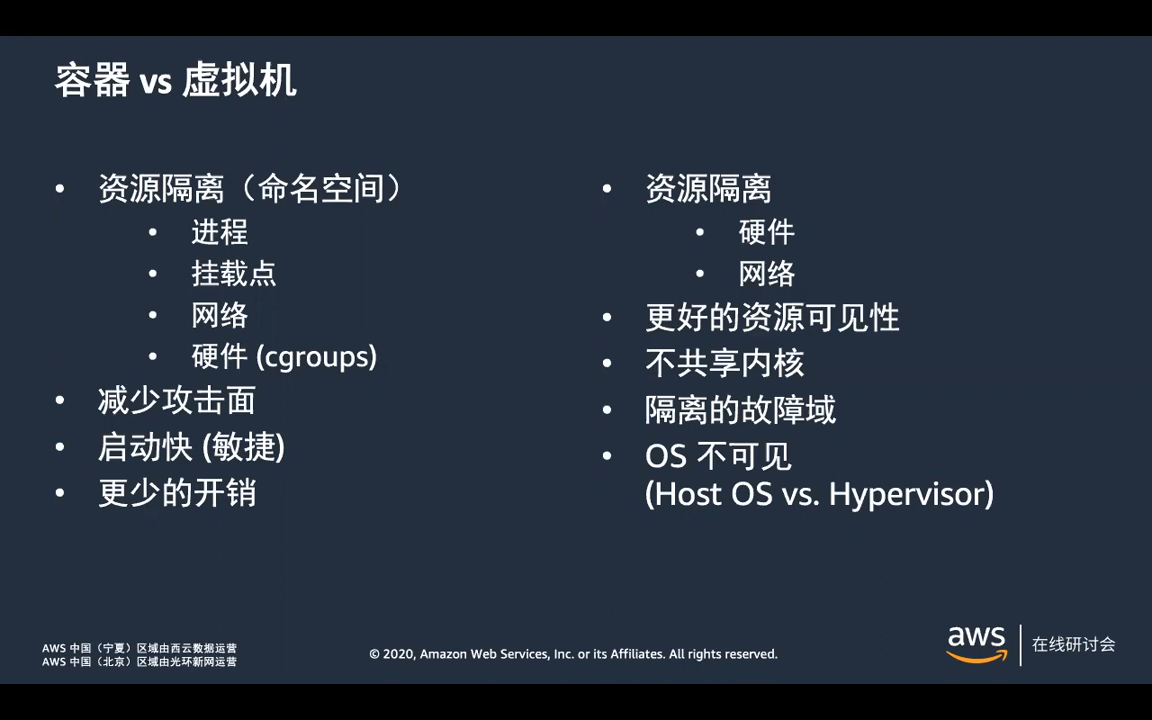 容器 vs 虚拟机
• 资源隔离（命名空间）
• 进程
• 挂载点
• 网络
• 硬件 (cgroups)
• 减少攻击面
• 启动快 (敏捷)
• 更少的开销
• 资源隔离
• 硬件
• 网络
• 更好的资源可见性
• 不共享内核
• 隔离的故障域
• OS 不可见
(Host OS vs. Hypervisor)
AWS 中国（宁夏）区域由西云数据运营
AWS 中国（北京）区域由光环新网运营
© 2020, Amazon Web Services, Inc. or its Affiliates. All rights reserved.
aws
在线研讨会